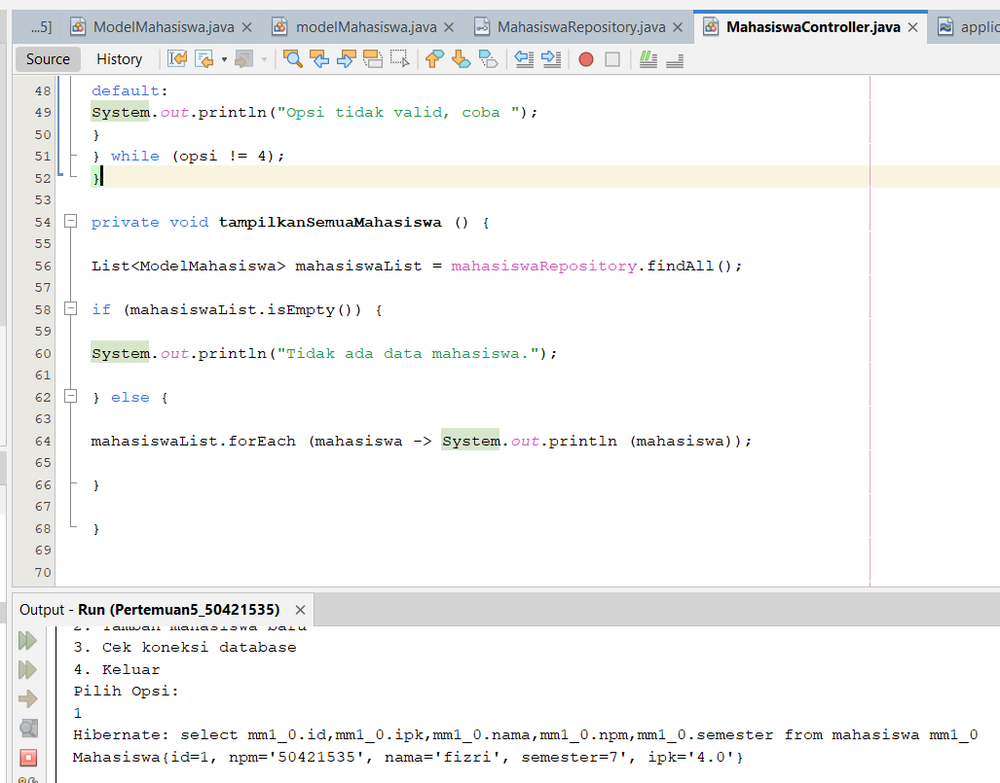 ...5] ModelMahasiswa.java modelMahasiswa.java MahasiswaRepository.java MahasiswaController.java applic
Source History
48 default:
49 System.out.println("Opsi tidak valid, coba ");
50 }
51 } while (opsi != 4);
52 }
53
54 private void tampilkanSemuaMahasiswa () {
55
56 List<ModelMahasiswa> mahasiswaList = mahasiswaRepository.findAll();
57
58 if (mahasiswaList.isEmpty()) {
59
60 System.out.println("Tidak ada data mahasiswa.");
61
62 } else {
63
64 mahasiswaList.forEach (mahasiswa -> System.out.println (mahasiswa));
65
66 }
67
68 }
69
70
Output - Run (Pertemuan5_50421535)
2. Tambah mahasiswa baru
3. Cek koneksi database
4. Keluar
Pilih Opsi:
1
Hibernate: select mm1_0.id,mm1_0.ipk,mm1_0.nama,mm1_0.npm,mm1_0.semester from mahasiswa mm1_0
Mahasiswa{id=1, npm='50421535', nama='fizri', semester=7', ipk='4.0'}